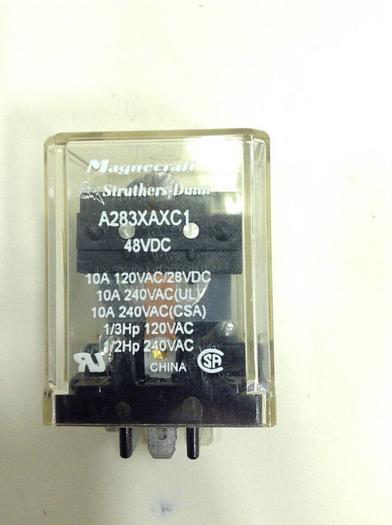 Magnecraft
Struthers-Dunn
A283XAXC1
48VDC
10A 120VAC/28VDC
10A 240VAC(UL)
10A 240VAC(CSA)
1/3Hp 120VAC
1/2Hp 240VAC
CHINA